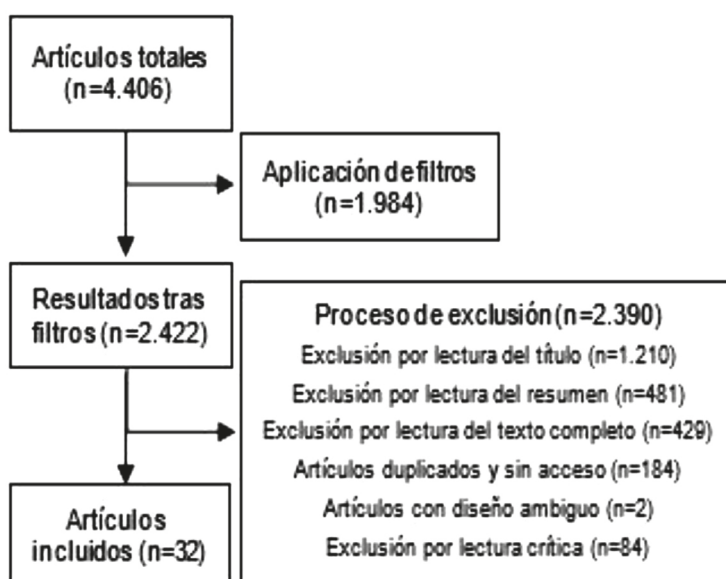 Artículos totales
(n=4.406)
Aplicación de filtros
(n=1.984)
Resultados tras
filtros (n=2.422)
Proceso de exclusión (n=2.390)
Exclusión por lectura del título (n=1.210)
Exclusión por lectura del resumen (n=481)
Exclusión por lectura del texto completo (n=429)
Artículos duplicados y sin acceso (n=184)
Artículos con diseño ambiguo (n=2)
Exclusión por lectura crítica (n=84)
Artículos
incluidos (n=32)